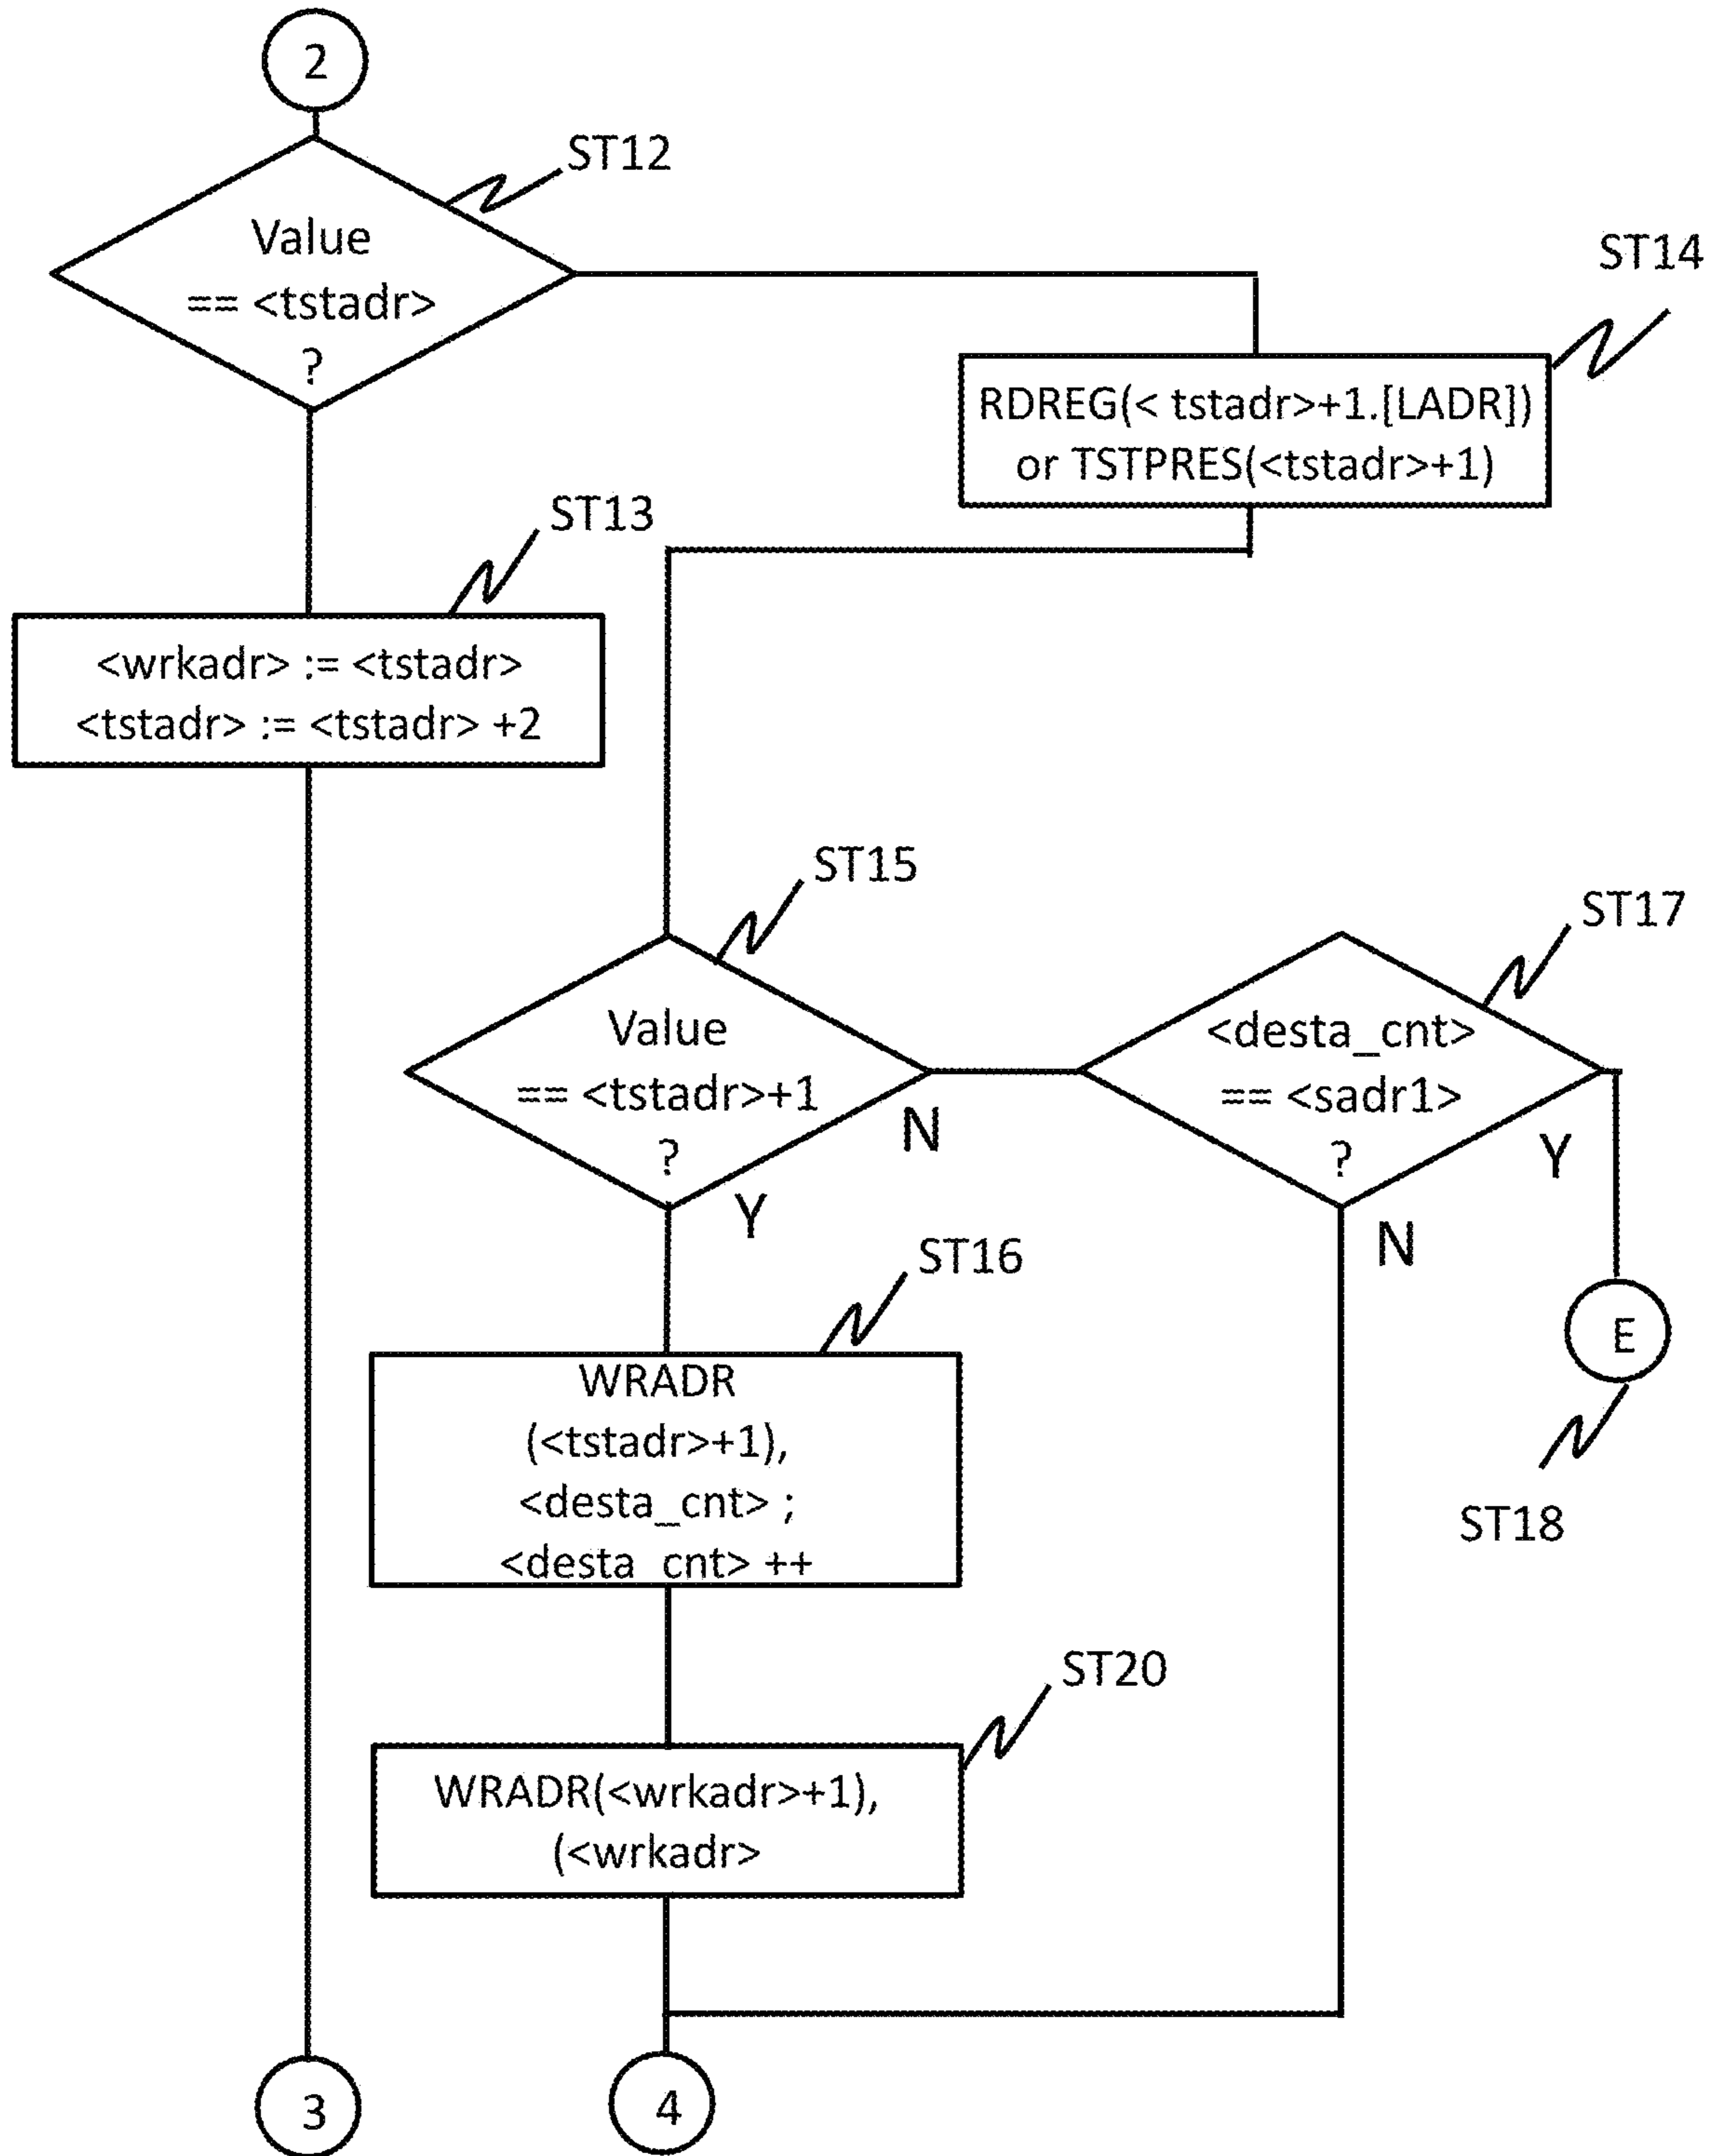 2
ST12
Value
== <tstadr>
?
ST14
RDREG(< tstadr>+1.[LADR])
or TSTPRES(<tstadr>+1)
ST13
<wrkadr> := <tstadr>
<tstadr> := <tstadr> +2
ST15
Value
== <tstadr>+1
?
N
Y
ST17
<desta_cnt>
== <sadr1>
?
Y
N
E
ST18
ST16
WRADR
(<tstadr>+1),
<desta_cnt> ;
<desta cnt> ++
ST20
WRADR(<wrkadr>+1),
(<wrkadr>
3
4